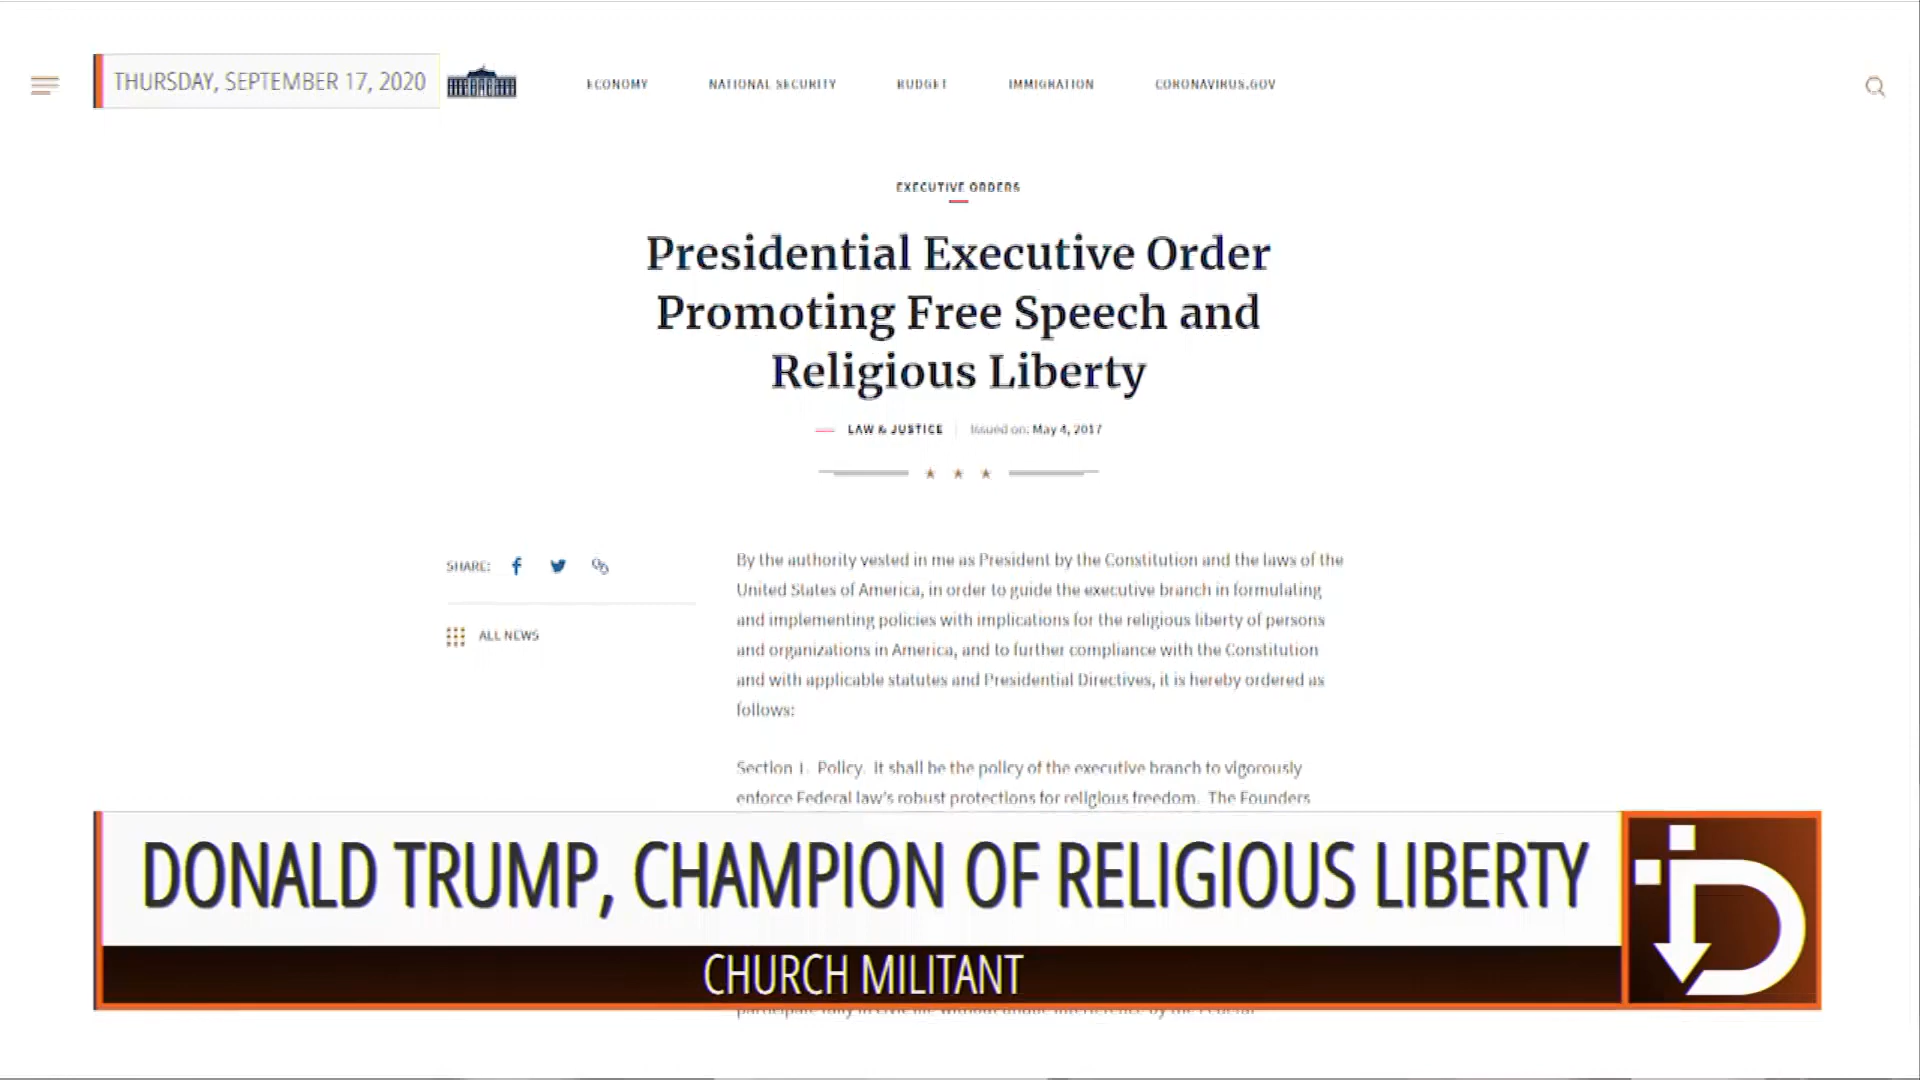 THURSDAY, SEPTEMBER 17, 2020
ECONOMY NATIONAL SECURITY BUDGET IMMIGRATION CORONAVIRUS.GOV
EXECUTIVE ORDERS
Presidential Executive Order
Promoting Free Speech and
Religious Liberty
LAW & JUSTICE Issued on: May 4, 2017
SHARE:
ALL NEWS
By the authority vested in me as President by the Constitution and the laws of the
United States of America, in order to guide the executive branch in formulating
and implementing policies with implications for the religious liberty of persons
and organizations in America, and to further compliance with the Constitution
and with applicable statutes and Presidential Directives, it is hereby ordered as
follows:
Section 1. Policy. It shall be the policy of the executive branch to vigorously
enforce Federal law's robust protections for religious freedom. The Founders
DONALD TRUMP, CHAMPION OF RELIGIOUS LIBERTY
CHURCH MILITANT